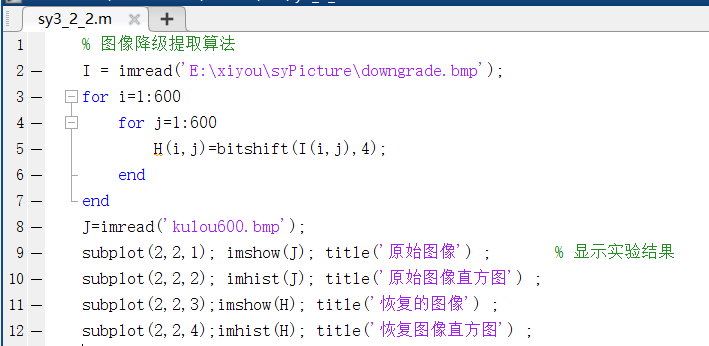 sy3_2_2.m
1 % 图像降级提取算法
2 I = imread('E:\xiyou\syPicture\downgrade.bmp');
3 for i=1:600
4 for j=1:600
5 H(i,j)=bitshift(I(i,j),4);
6 end
7 end
8 J=imread('kulou600.bmp');
9 subplot(2,2,1); imshow(J); title('原始图像') ; % 显示实验结果
10 subplot(2,2,2); imhist(J); title('原始图像直方图') ;
11 subplot(2,2,3);imshow(H); title('恢复的图像') ;
12 subplot(2,2,4);imhist(H); title('恢复图像直方图') ;